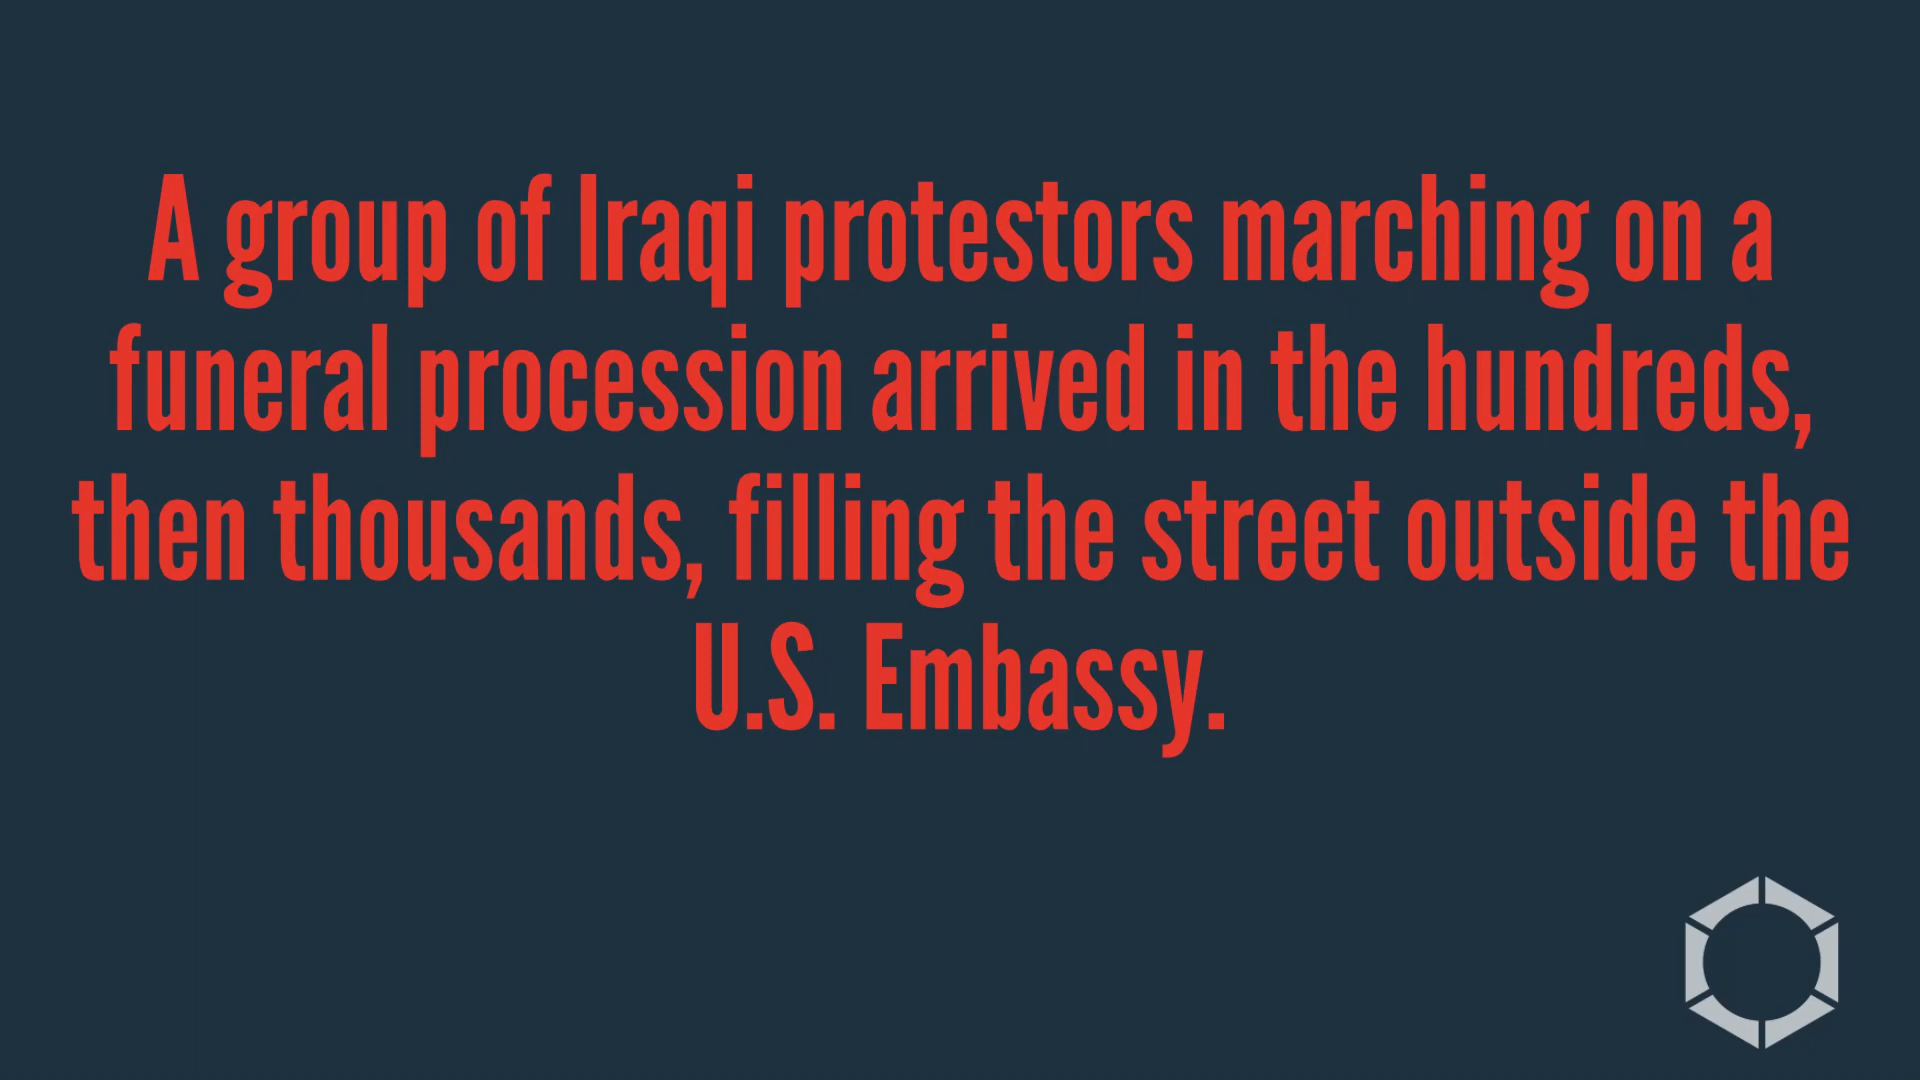 A group of Iraqi protestors marching on a
funeral procession arrived in the hundreds,
then thousands, filling the street outside the
U.S. Embassy.